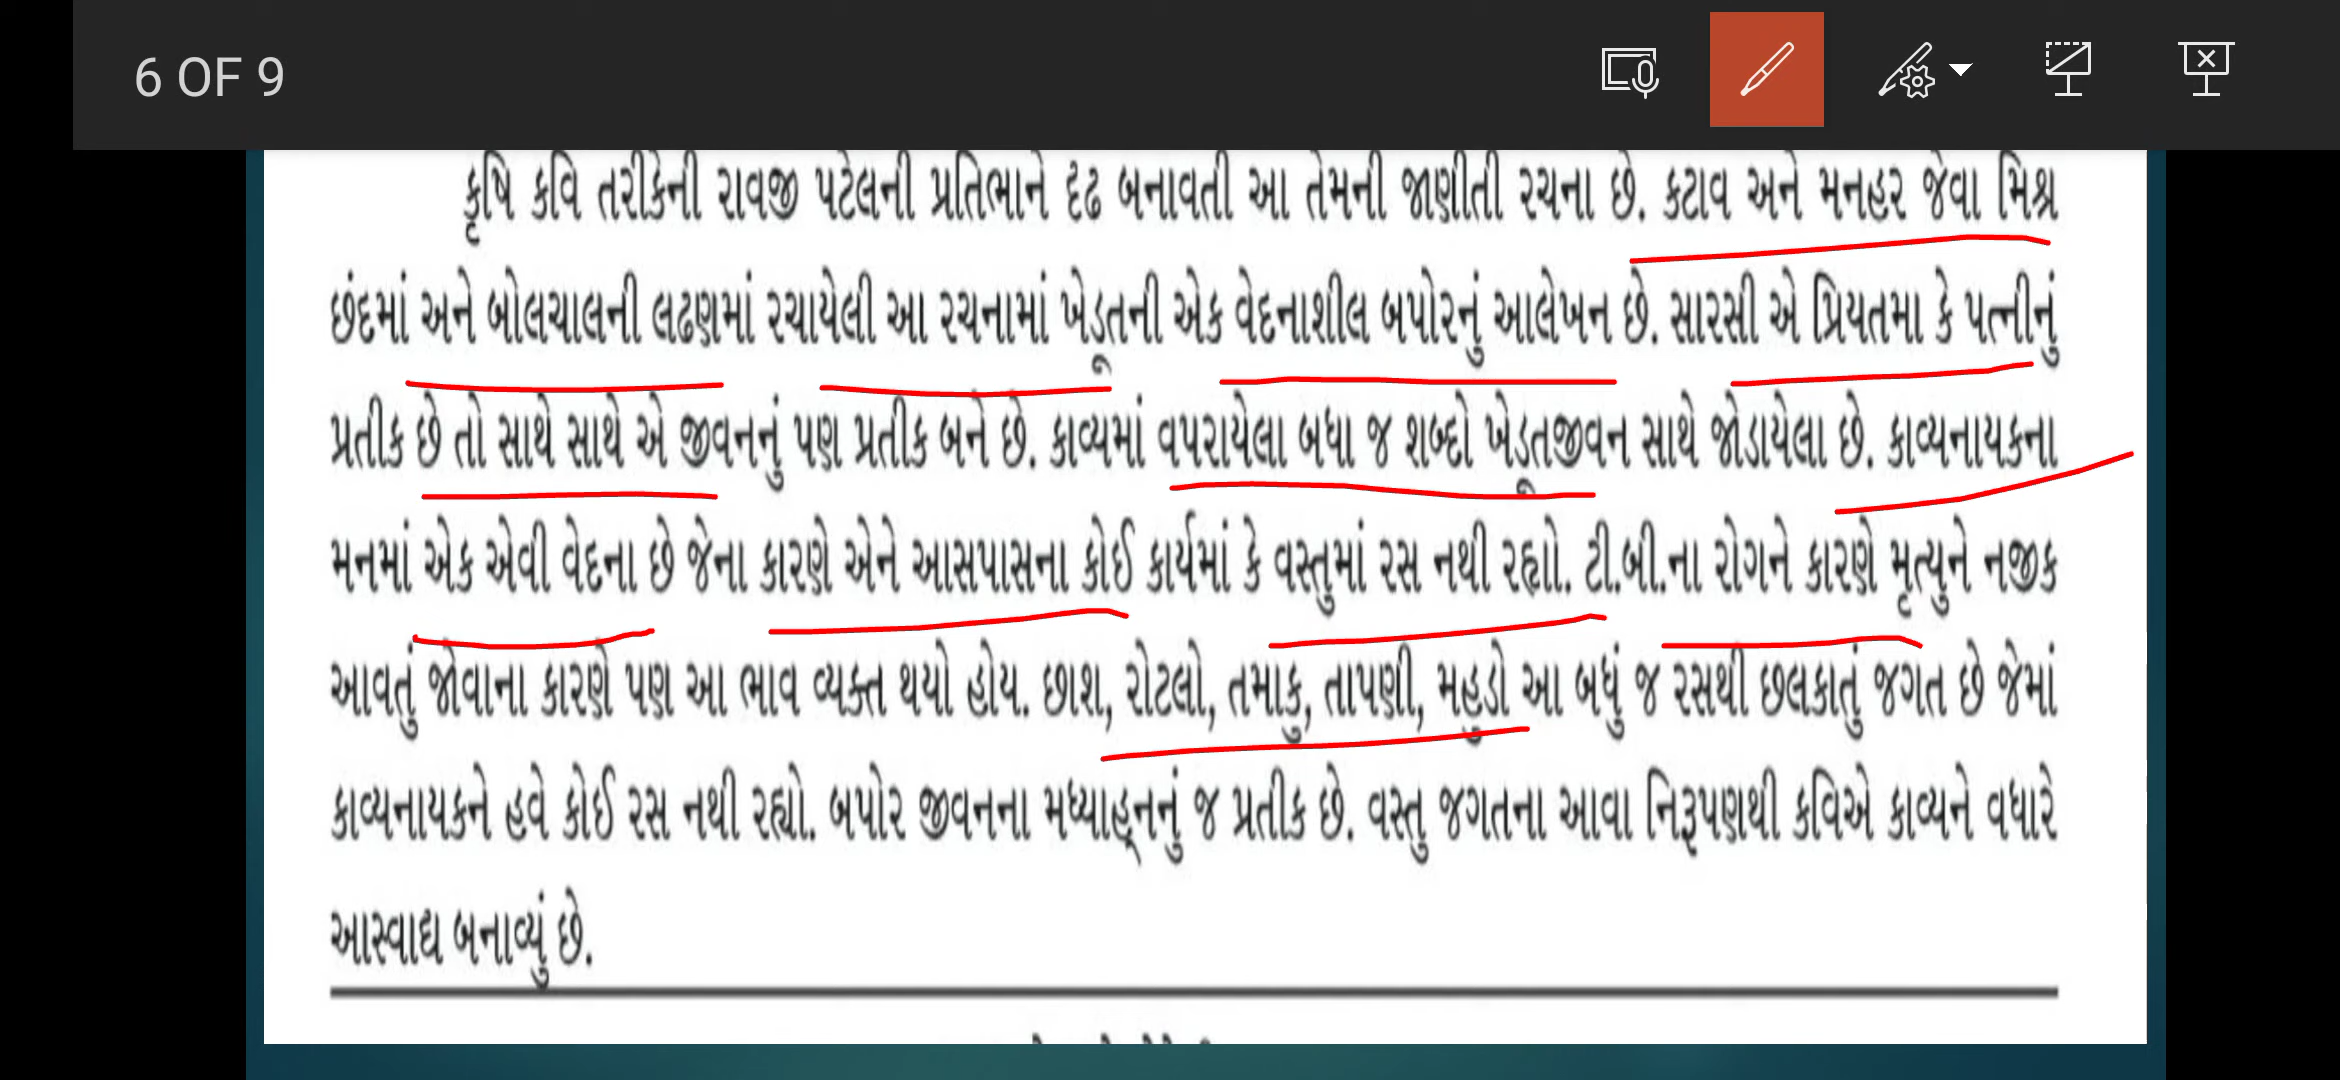 6 OF 9
કૃષિ કવિ તરીકેની રાવજી પટેલની પ્રતિભાને દૃઢ બનાવતી આ તેમની જાણીતી રચના છે. કટાવ અને મનહર જેવા મિશ્ર
છંદમાં અને બોલચાલની લઢણમાં રચાયેલી આ રચનામાં ખેડૂતની એક વેદનાશીલ બપોરનું આલેખન છે. સારસી એ પ્રિયતમા કે પત્નીનું
પ્રતીક છે તો સાથે સાથે એ જીવનનું પણ પ્રતીક બને છે. કાવ્યમાં વપરાયેલા બધા જ શબ્દો ખેડૂતજીવન સાથે જોડાયેલા છે. કાવ્યનાયકના
મનમાં એક એવી વેદના છે જેના કારણે એને આસપાસના કોઈ કાર્યમાં કે વસ્તુમાં રસ નથી રહ્યો. ટી.બી.ના રોગને કારણે મૃત્યુને નજીક
આવતું જોવાના કારણે પણ આ ભાવ વ્યક્ત થયો હોય. છાશ, રોટલો, તમાકુ, તાપણી, મહુડો આ બધું જ રસથી છલકાતું જગત છે જેમાં
કાવ્યનાયકને હવે કોઈ રસ નથી રહ્યો. બપોર જીવનના મધ્યાહ્નનું જ પ્રતીક છે. વસ્તુ જગતના આવા નિરૂપણથી કવિએ કાવ્યને વધારે
આસ્વાદ્ય બનાવ્યું છે.